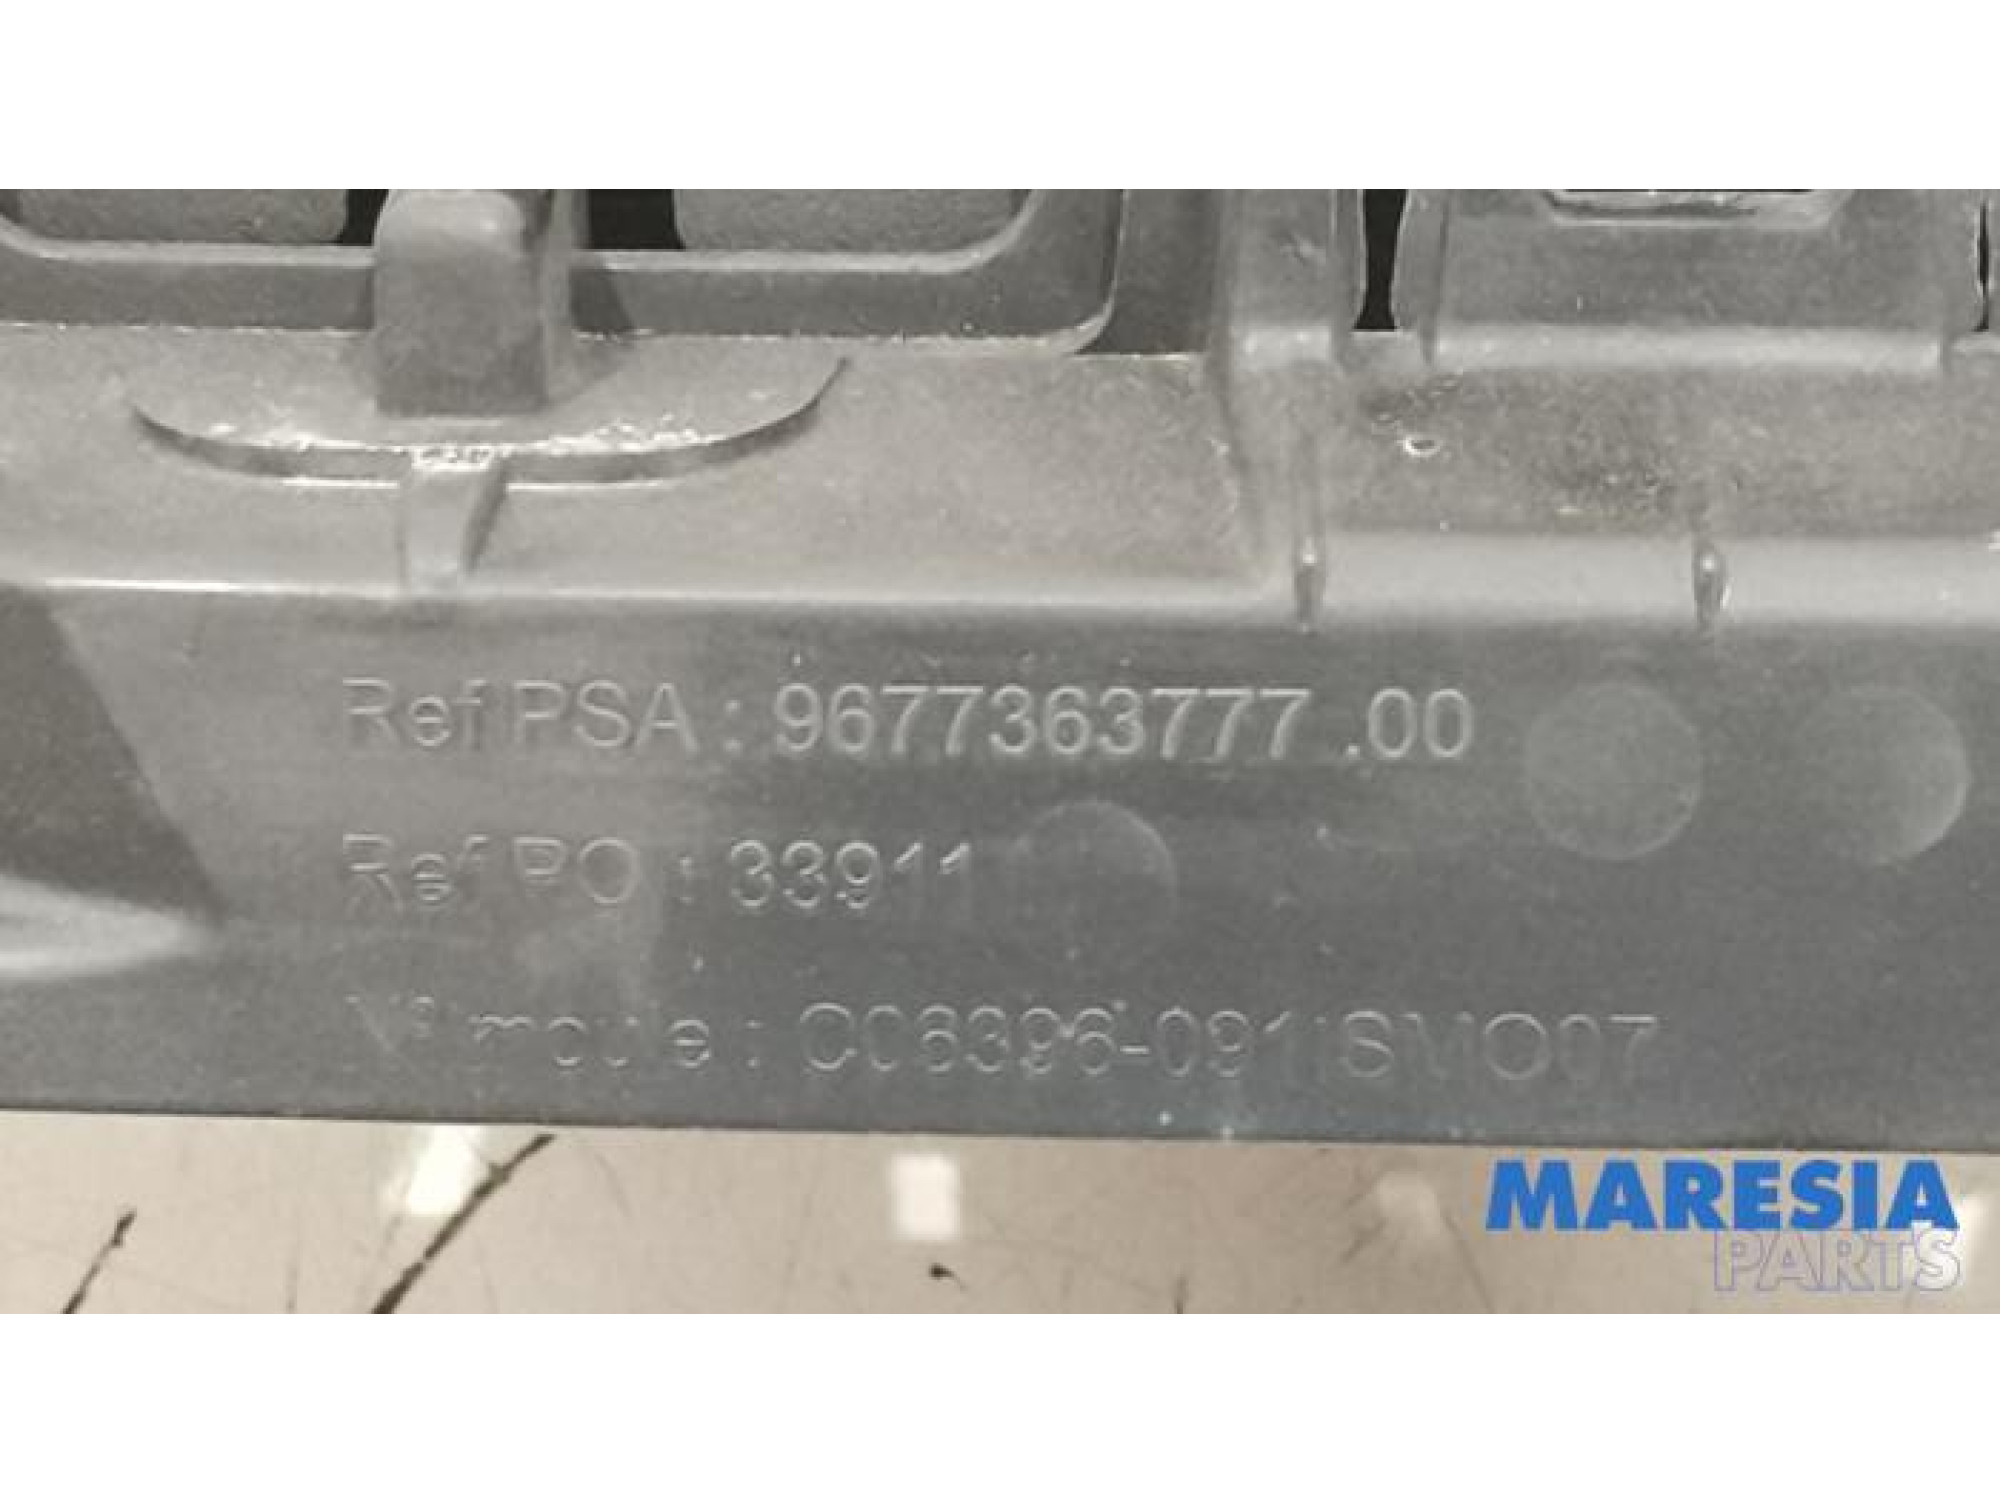 Ref PSA : 9677363777 .00
Ref PO : 33911
N° moule : C06396-091 SMO07
MARESIA
PARTS